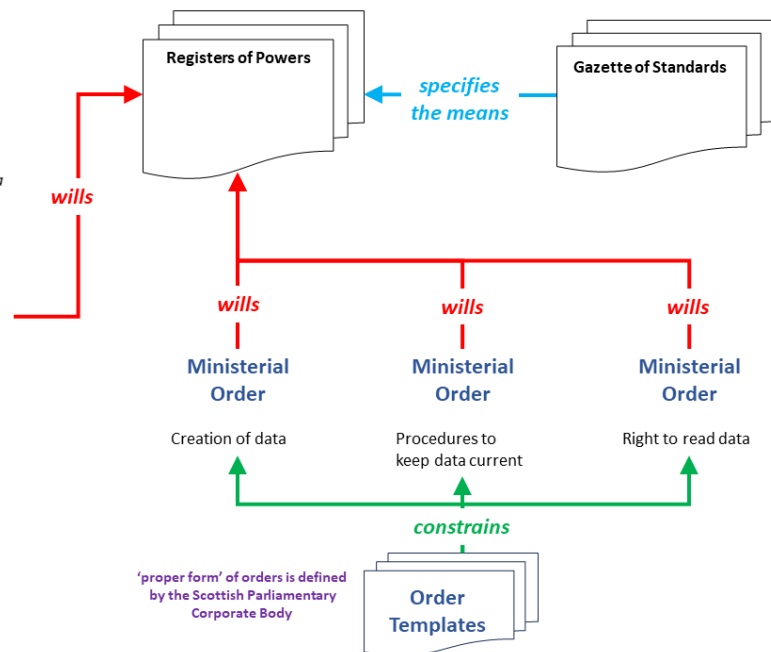 Registers of Powers
Gazette of Standards
specifies
the means
wills
wills
wills
wills
Ministerial
Order
Ministerial
Order
Ministerial
Order
Creation of data
Procedures to
keep data current
Right to read data
constrains
'proper form' of orders is defined
by the Scottish Parliamentary
Corporate Body
Order
Templates